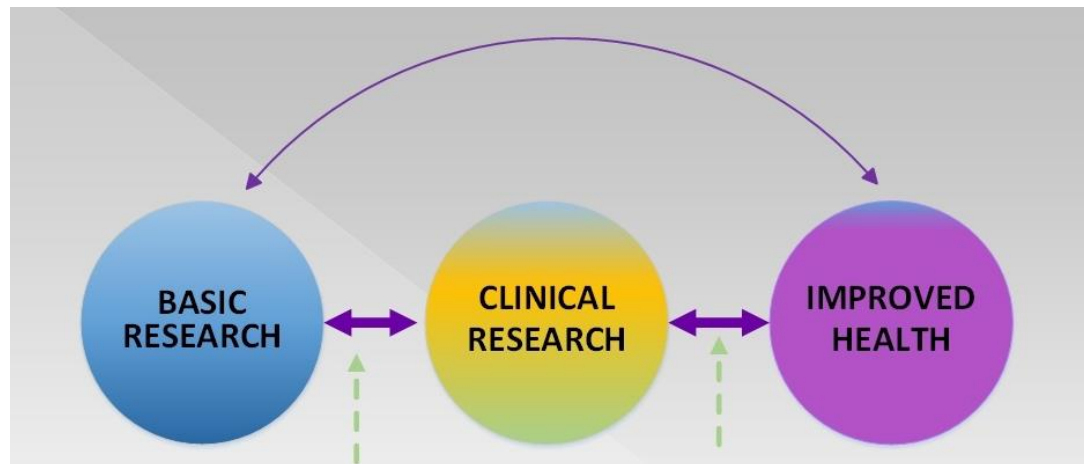 BASIC
RESEARCH
CLINICAL
RESEARCH
IMPROVED
HEALTH